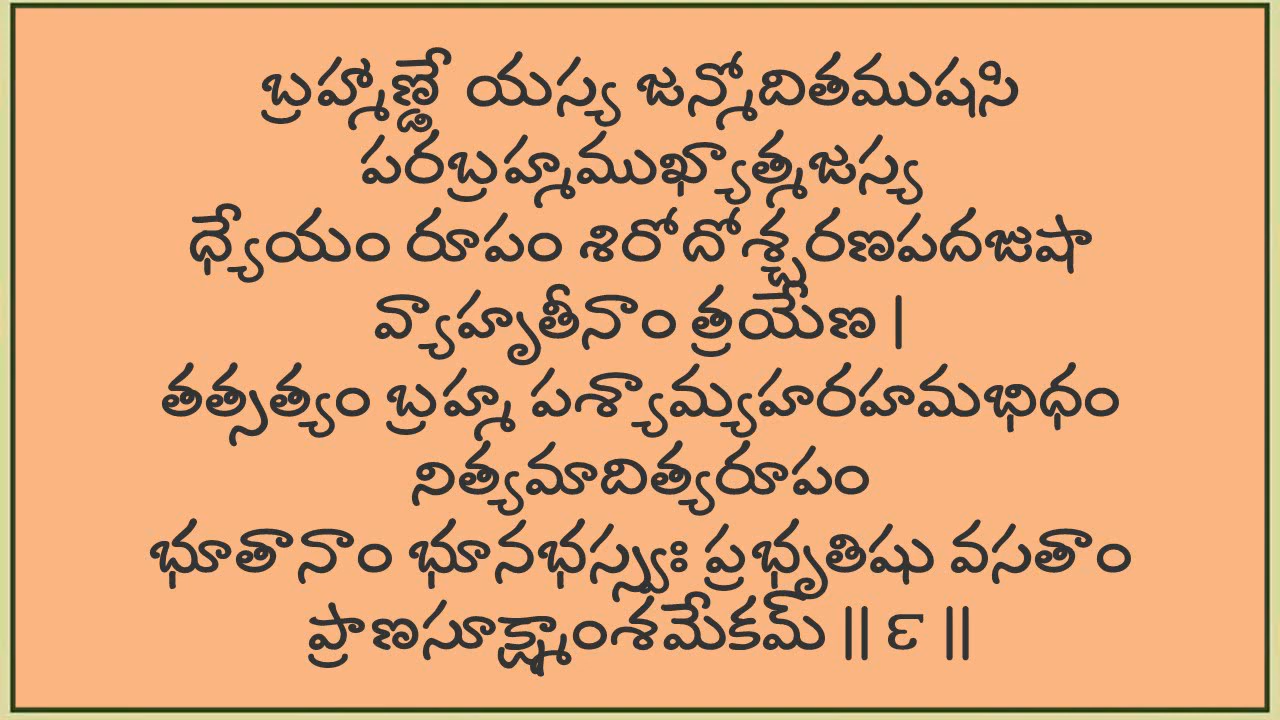 బ్రహ్మాణ్డే యస్య జన్మోదితముషసి
పరబ్రహ్మముఖ్యాత్మజస్య
ధ్యేయం రూపం శిరోదోశ్చరణపదజుషా
వ్యాహృతీనాం త్రయేణ |
తత్సత్యం బ్రహ్మ పశ్యామ్యహరహమభిధం
నిత్యమాదిత్యరూపం
భూతానాం భూనభస్స్వః ప్రభృతిషు వసతాం
ప్రాణసూక్ష్మాంశమేకమ్ || ౯ ||